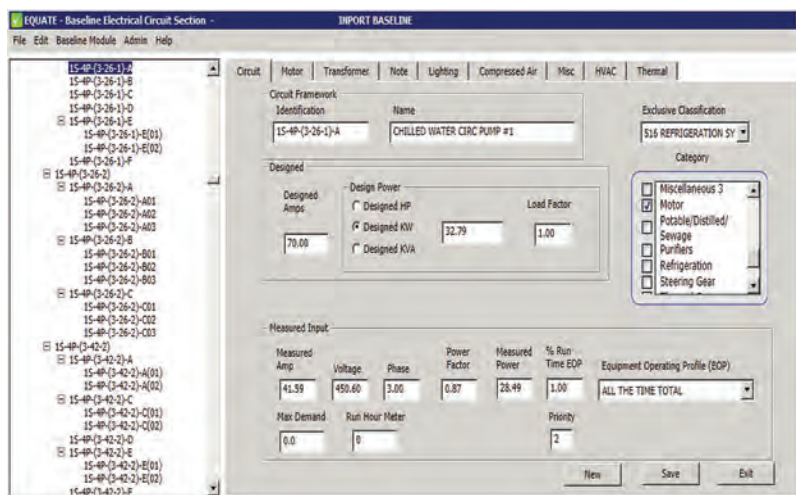 EQUATE - Baseline Electrical Circuit Section - INPORT BASELINE
File Edit Baseline Module Admin Help
1S-4P-(3-26-1)-A
1S-4P-(3-26-1)-B
1S-4P-(3-26-1)-C
1S-4P-(3-26-1)-D
1S-4P-(3-26-1)-E
1S-4P-(3-26-1)-E(01)
1S-4P-(3-26-1)-E(02)
1S-4P-(3-26-1)-F
1S-4P-(3-26-2)
1S-4P-(3-26-2)-A
1S-4P-(3-26-2)-A01
1S-4P-(3-26-2)-A02
1S-4P-(3-26-2)-A03
1S-4P-(3-26-2)-B
1S-4P-(3-26-2)-B01
1S-4P-(3-26-2)-B02
1S-4P-(3-26-2)-B03
1S-4P-(3-26-2)-C
1S-4P-(3-26-2)-C01
1S-4P-(3-26-2)-C02
1S-4P-(3-26-2)-C03
1S-4P-(3-42-2)
1S-4P-(3-42-2)-A
1S-4P-(3-42-2)-A(01)
1S-4P-(3-42-2)-A(02)
1S-4P-(3-42-2)-C
1S-4P-(3-42-2)-C(01)
1S-4P-(3-42-2)-C(02)
1S-4P-(3-42-2)-D
1S-4P-(3-42-2)-E
1S-4P-(3-42-2)-E(01)
1S-4P-(3-42-2)-E(02)
1S-4P-(3-42-2)-F
Circuit Motor Transformer Note Lighting Compressed Air Misc HVAC Thermal
Circuit Framework
Identification Name
1S-4P-(3-26-1)-A CHILLED WATER CIRC PUMP #1
Exclusive Classification
516 REFRIGERATION SY
Category
Miscellaneous 3
Motor
Potable/Distilled/
Sewage
Purifiers
Refrigeration
Steering Gear
Designed
Designed
Amps
70.00
Design Power
Designed HP
Designed KW
Designed KVA
32.79
Load Factor
1.00
Measured Input
Measured
Amp
Voltage
Phase
Power
Factor
Measured
Power
% Run
Time EOP
Equipment Operating Profile (EOP)
41.59 450.60 3.00 0.87 28.49 1.00 ALL THE TIME TOTAL
Max Demand Run Hour Meter Priority
0.0 0 2
New Save Exit